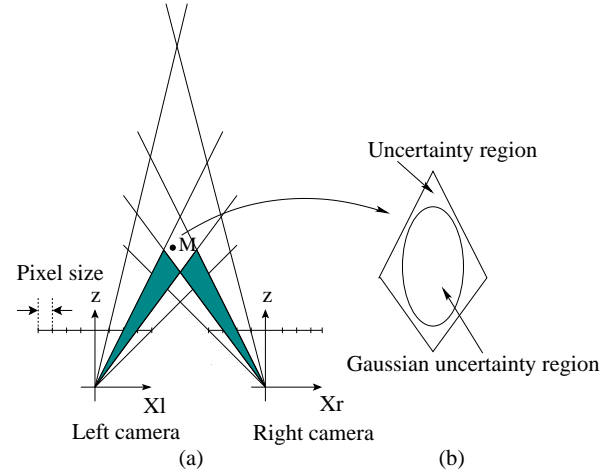 Uncertainty region
M
Pixel size
z
z
Gaussian uncertainty region
Xl
Xr
Left camera
Right camera
(a)
(b)